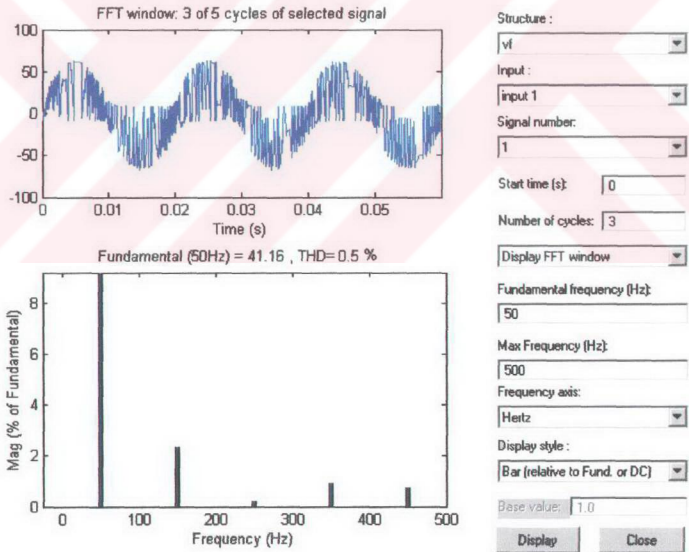 FFT window: 3 of 5 cycles of selected signal
100
50
0
-50
-100
0 0.01 0.02 0.03 0.04 0.05
Time (s)
Fundamental (50Hz) = 41.16 , THD= 0.5 %
Mag (% of Fundamental)
8
6
4
2
0
0 100 200 300 400 500
Frequency (Hz)
Structure :
vf
Input :
input 1
Signal number:
1
Start time (s): 0
Number of cycles: 3
Display FFT window
Fundamental frequency (Hz):
50
Max Frequency (Hz):
500
Frequency axis:
Hertz
Display style :
Bar (relative to Fund. or DC)
Base value: 1.0
Display Close